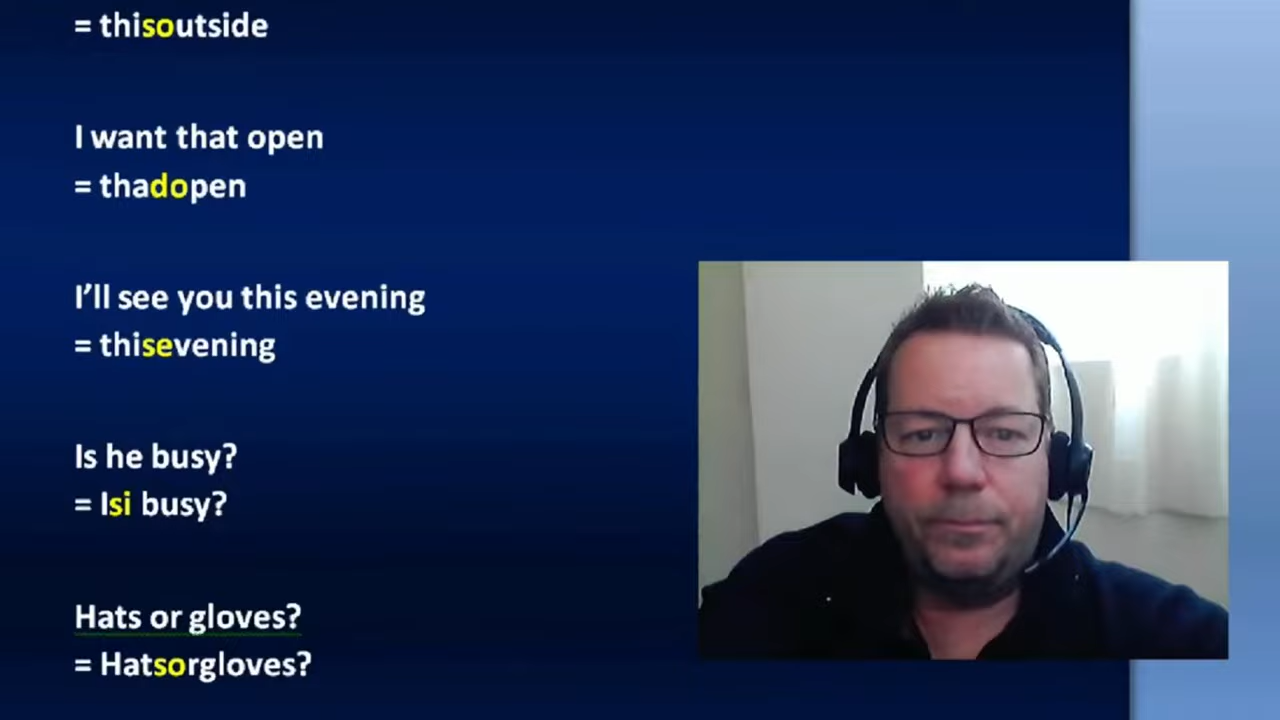 = thisoutside
I want that open
= thadopen
I'll see you this evening
= thisevening
Is he busy?
= Isi busy?
Hats or gloves?
= Hatsorgloves?